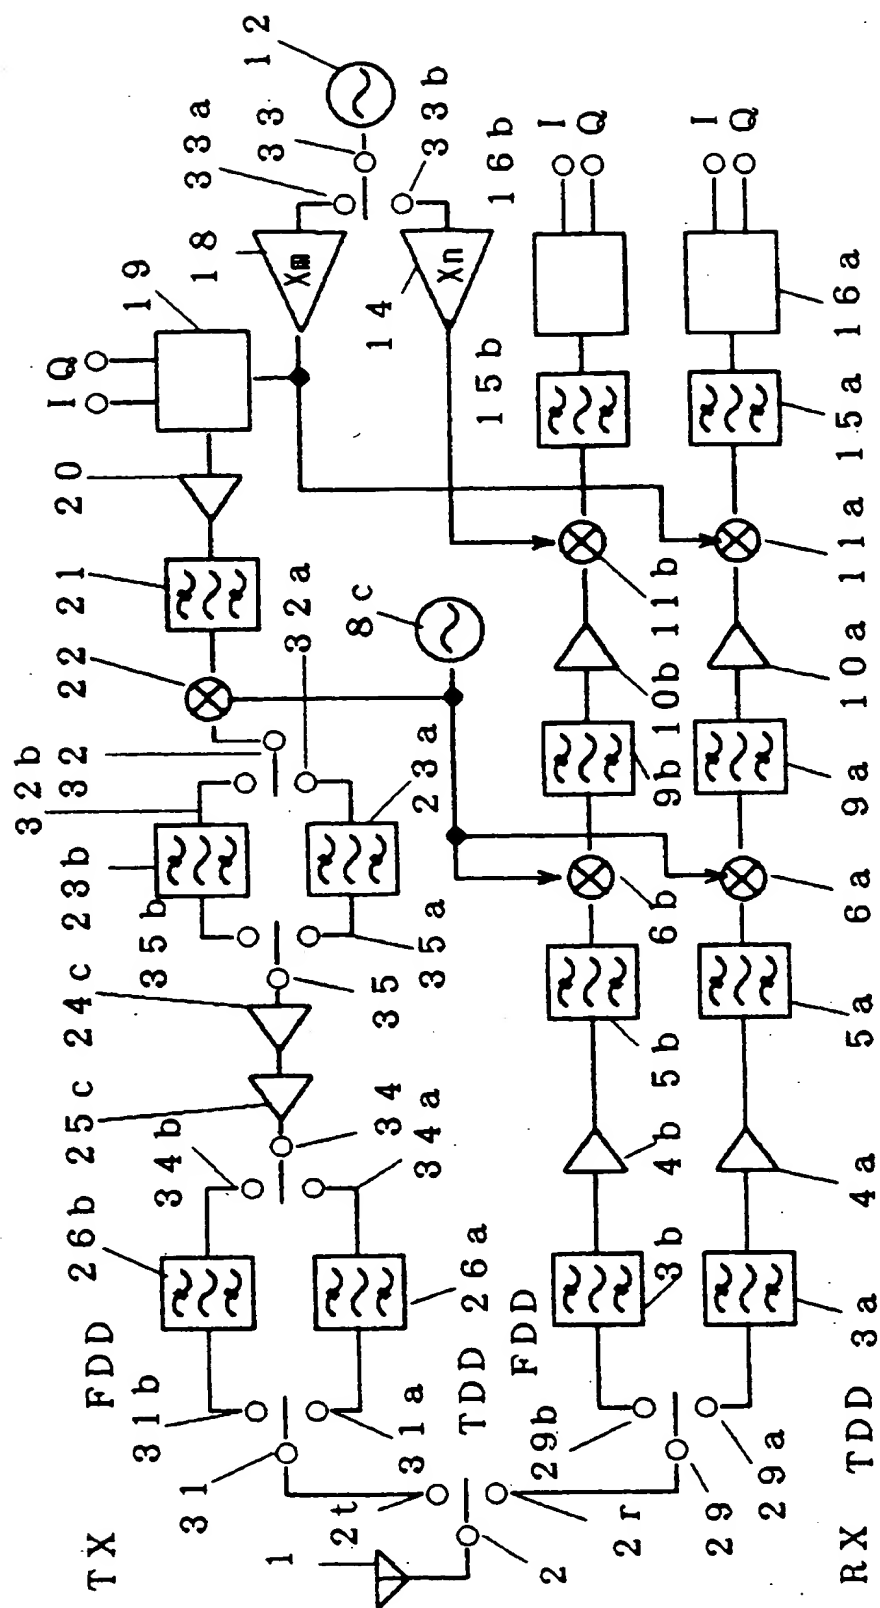 32b
TX
FDD
26b
25c
24c
23b
32
22
21
20
I
Q
31b
34b
35b
19
31
18
33a
12
1
Xm
33
32a
2t
31a
34
35
8c
14
26a
34a
35a
23a
33b
Xn
TDD
15b
16b
2
FDD
29b
I
Q
2r
3b
4b
5b
6b
9b
10b
11b
29
I
Q
29a
RX
TDD
3a
4a
5a
6a
9a
10a
11a
15a
16a